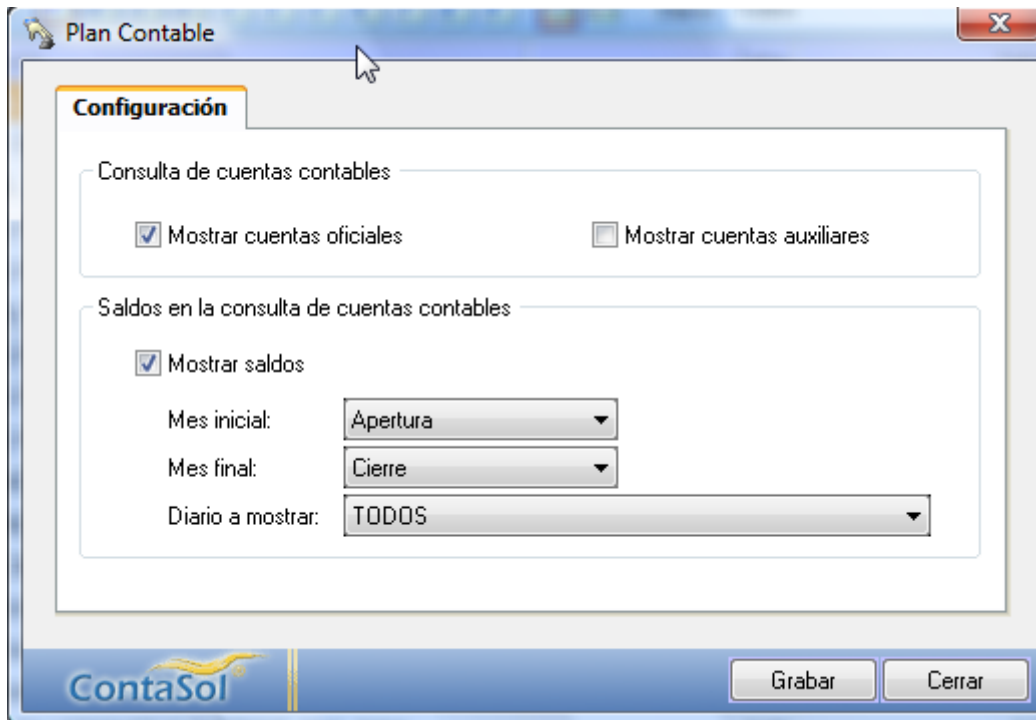 Plan Contable
Configuración
Consulta de cuentas contables
Mostrar cuentas oficiales Mostrar cuentas auxiliares
Saldos en la consulta de cuentas contables
Mostrar saldos
Mes inicial: Apertura
Mes final: Cierre
Diario a mostrar: TODOS
ContaSol Grabar Cerrar